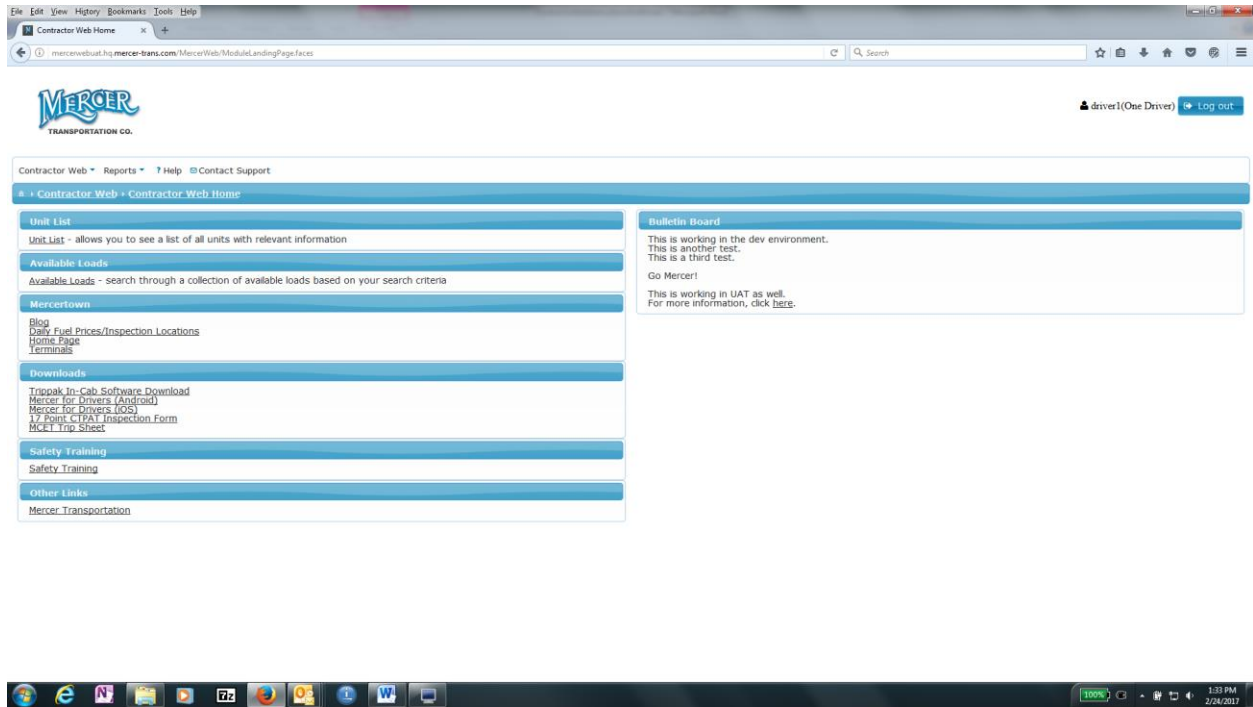 File Edit View History Bookmarks Tools Help
Contractor Web Home
mercerwebuat.hq.mercer-trans.com/MercerWeb/ModuleLandingPage.faces
Search
MERCER
TRANSPORTATION CO.
driver1(One Driver) Log out
Contractor Web Reports ? Help Contact Support
Contractor Web Contractor Web Home
Unit List
Unit List - allows you to see a list of all units with relevant information
Available Loads
Available Loads - search through a collection of available loads based on your search criteria
Mercertown
Blog
Daily Fuel Prices/Inspection Locations
Home Page
Terminals
Downloads
Trippak In-Cab Software Download
Mercer for Drivers (Android)
Mercer for Drivers (iOS)
17 Point CTPAT Inspection Form
MCET Trip Sheet
Safety Training
Safety Training
Other Links
Mercer Transportation
Bulletin Board
This is working in the dev environment.
This is another test.
This is a third test.
Go Mercer!
This is working in UAT as well.
For more information, click here.
100%
1:33 PM
2/24/2017